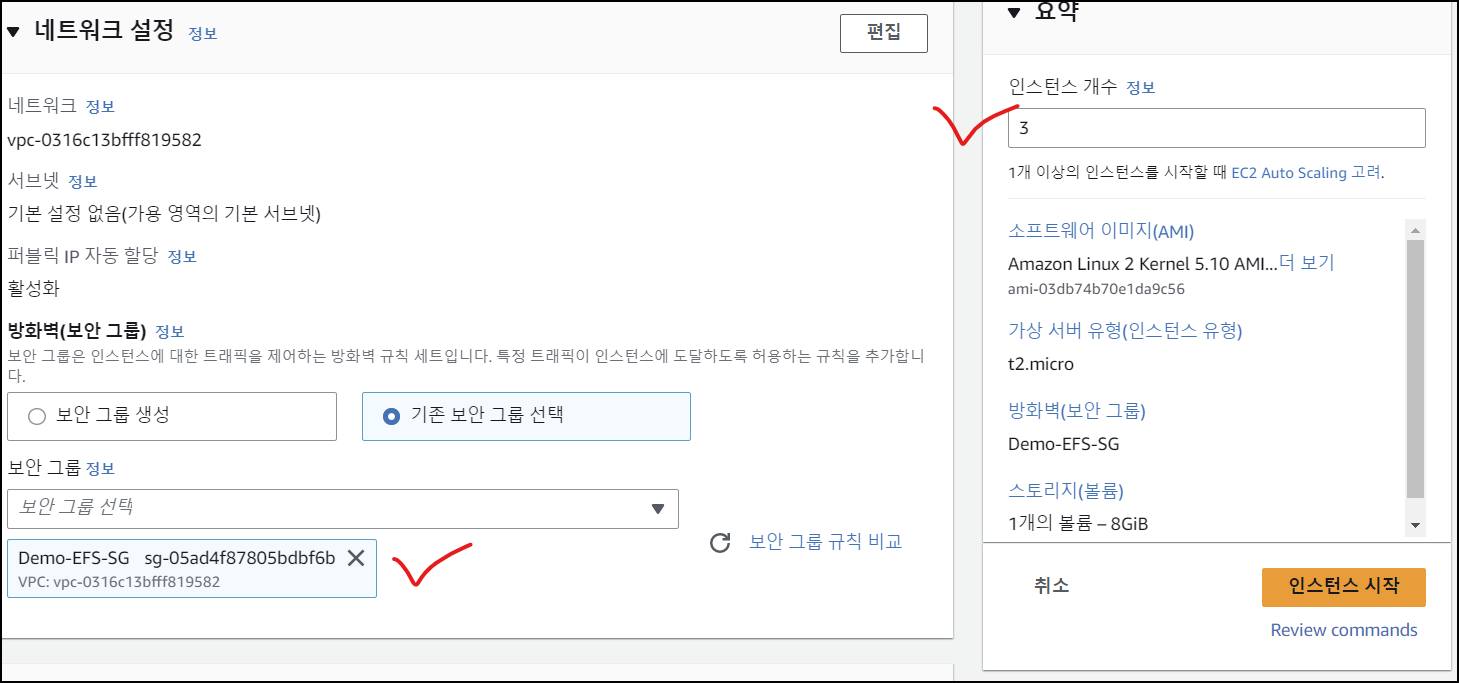 네트워크 설정 정보
편집
네트워크 정보
vpc-0316c13bfff819582
서브넷 정보
기본 설정 없음(가용 영역의 기본 서브넷)
퍼블릭 IP 자동 할당 정보
활성화
방화벽(보안 그룹) 정보
보안 그룹은 인스턴스에 대한 트래픽을 제어하는 방화벽 규칙 세트입니다. 특정 트래픽이 인스턴스에 도달하도록 허용하는 규칙을 추가합니
다.
보안 그룹 생성
기존 보안 그룹 선택
보안 그룹 정보
보안 그룹 선택
보안 그룹 규칙 비교
Demo-EFS-SG sg-05ad4f87805bdbf6b
VPC: vpc-0316c13bfff819582
요약
인스턴스 개수 정보
3
1개 이상의 인스턴스를 시작할 때 EC2 Auto Scaling 고려.
소프트웨어 이미지(AMI)
Amazon Linux 2 Kernel 5.10 AMI...더 보기
ami-03db74b70e1da9c56
가상 서버 유형(인스턴스 유형)
t2.micro
방화벽(보안 그룹)
Demo-EFS-SG
스토리지(볼륨)
1개의 볼륨 – 8GiB
취소
인스턴스 시작
Review commands